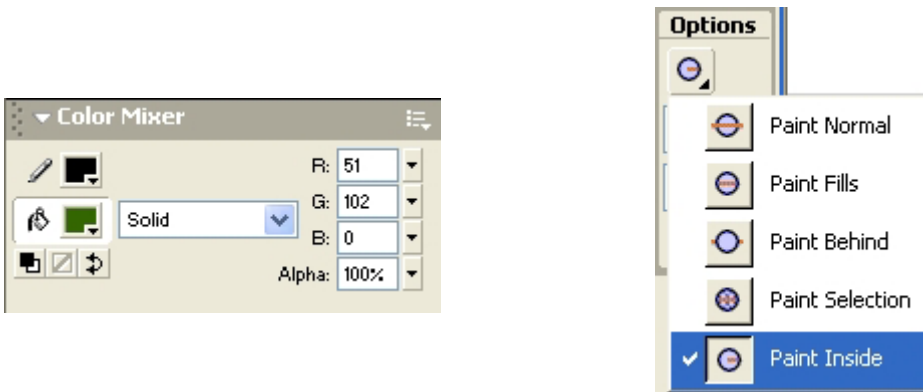 Color Mixer
R: 51
G: 102
Solid
B: 0
Alpha: 100%
Options
Paint Normal
Paint Fills
Paint Behind
Paint Selection
Paint Inside